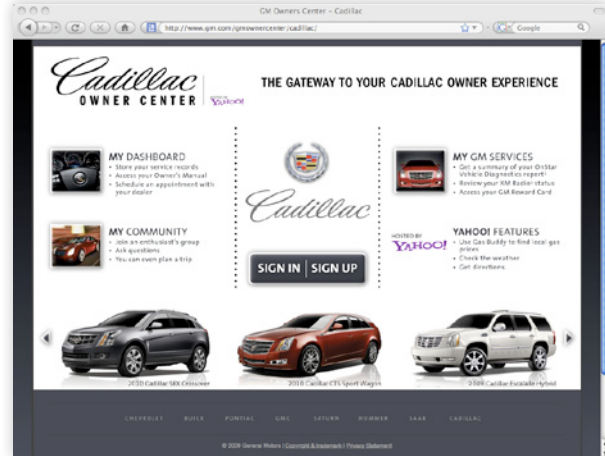 GM Owners Center - Cadillac
http://www.gm.com/gmownercenter/cadillac/
Google
Cadillac
OWNER CENTER
YAHOO!
THE GATEWAY TO YOUR CADILLAC OWNER EXPERIENCE
MY DASHBOARD
• Store your service records
• Access your Owner's Manual
• Schedule an appointment with
your dealer
MY COMMUNITY
• Join an enthusiast's group
• Ask questions
• You can even plan a trip.
Cadillac
SIGN IN | SIGN UP
MY GM SERVICES
• Get a summary of your OnStar
Vehicle Diagnostics report!
• Review your XM Radio status
• Access your GM Reward Card
HOSTED BY
YAHOO!
YAHOO! FEATURES
• Use Gas Buddy to find local gas
prices
• Check the weather
• Get directions
2010 Cadillac SRX Crossover
2010 Cadillac CTS Sport Wagon
2009 Cadillac Escalade Hybrid
CHEVROLET BUICK PONTIAC GMC SATURN HUMMER SAAB CADILLAC
© 2009 General Motors | Copyright & trademark | Privacy Statement